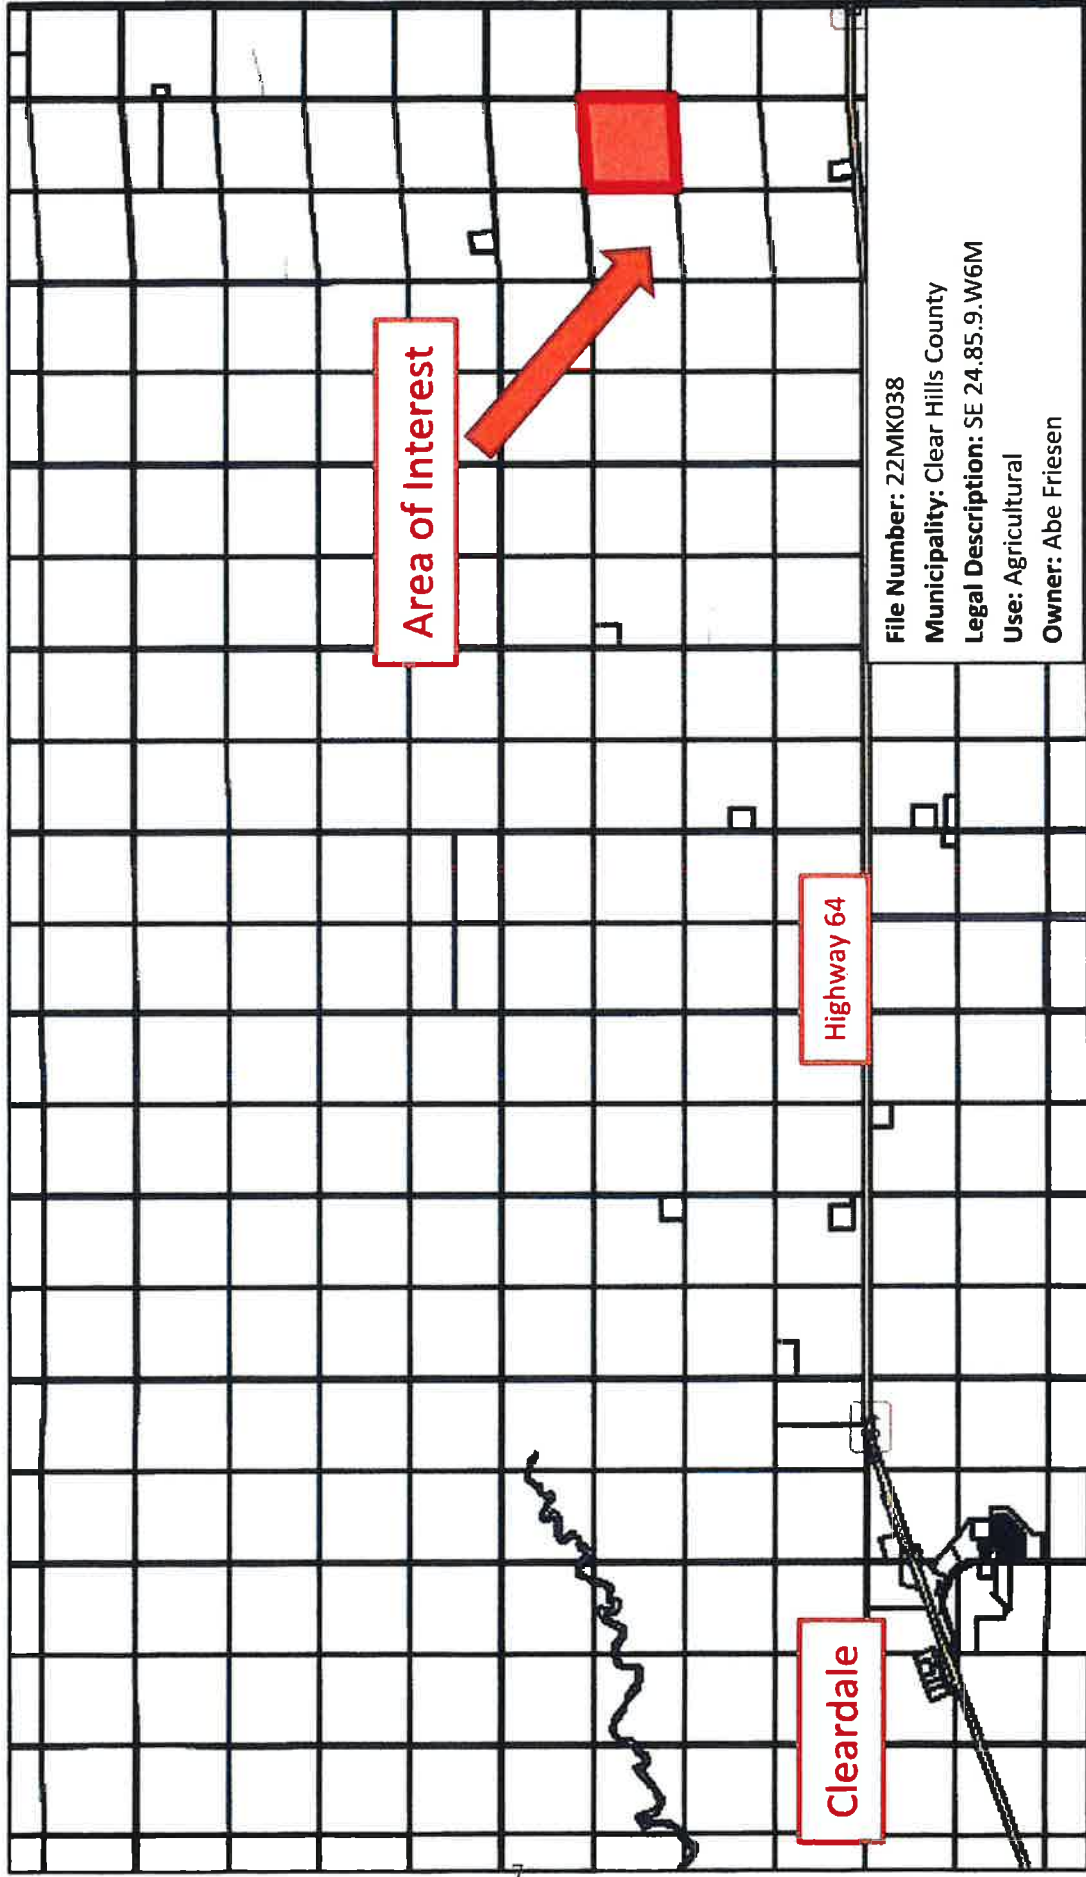 Area of Interest
Highway 64
Cleardale
File Number: 22MK038
Municipality: Clear Hills County
Legal Description: SE 24.85.9.W6M
Use: Agricultural
Owner: Abe Friesen
7